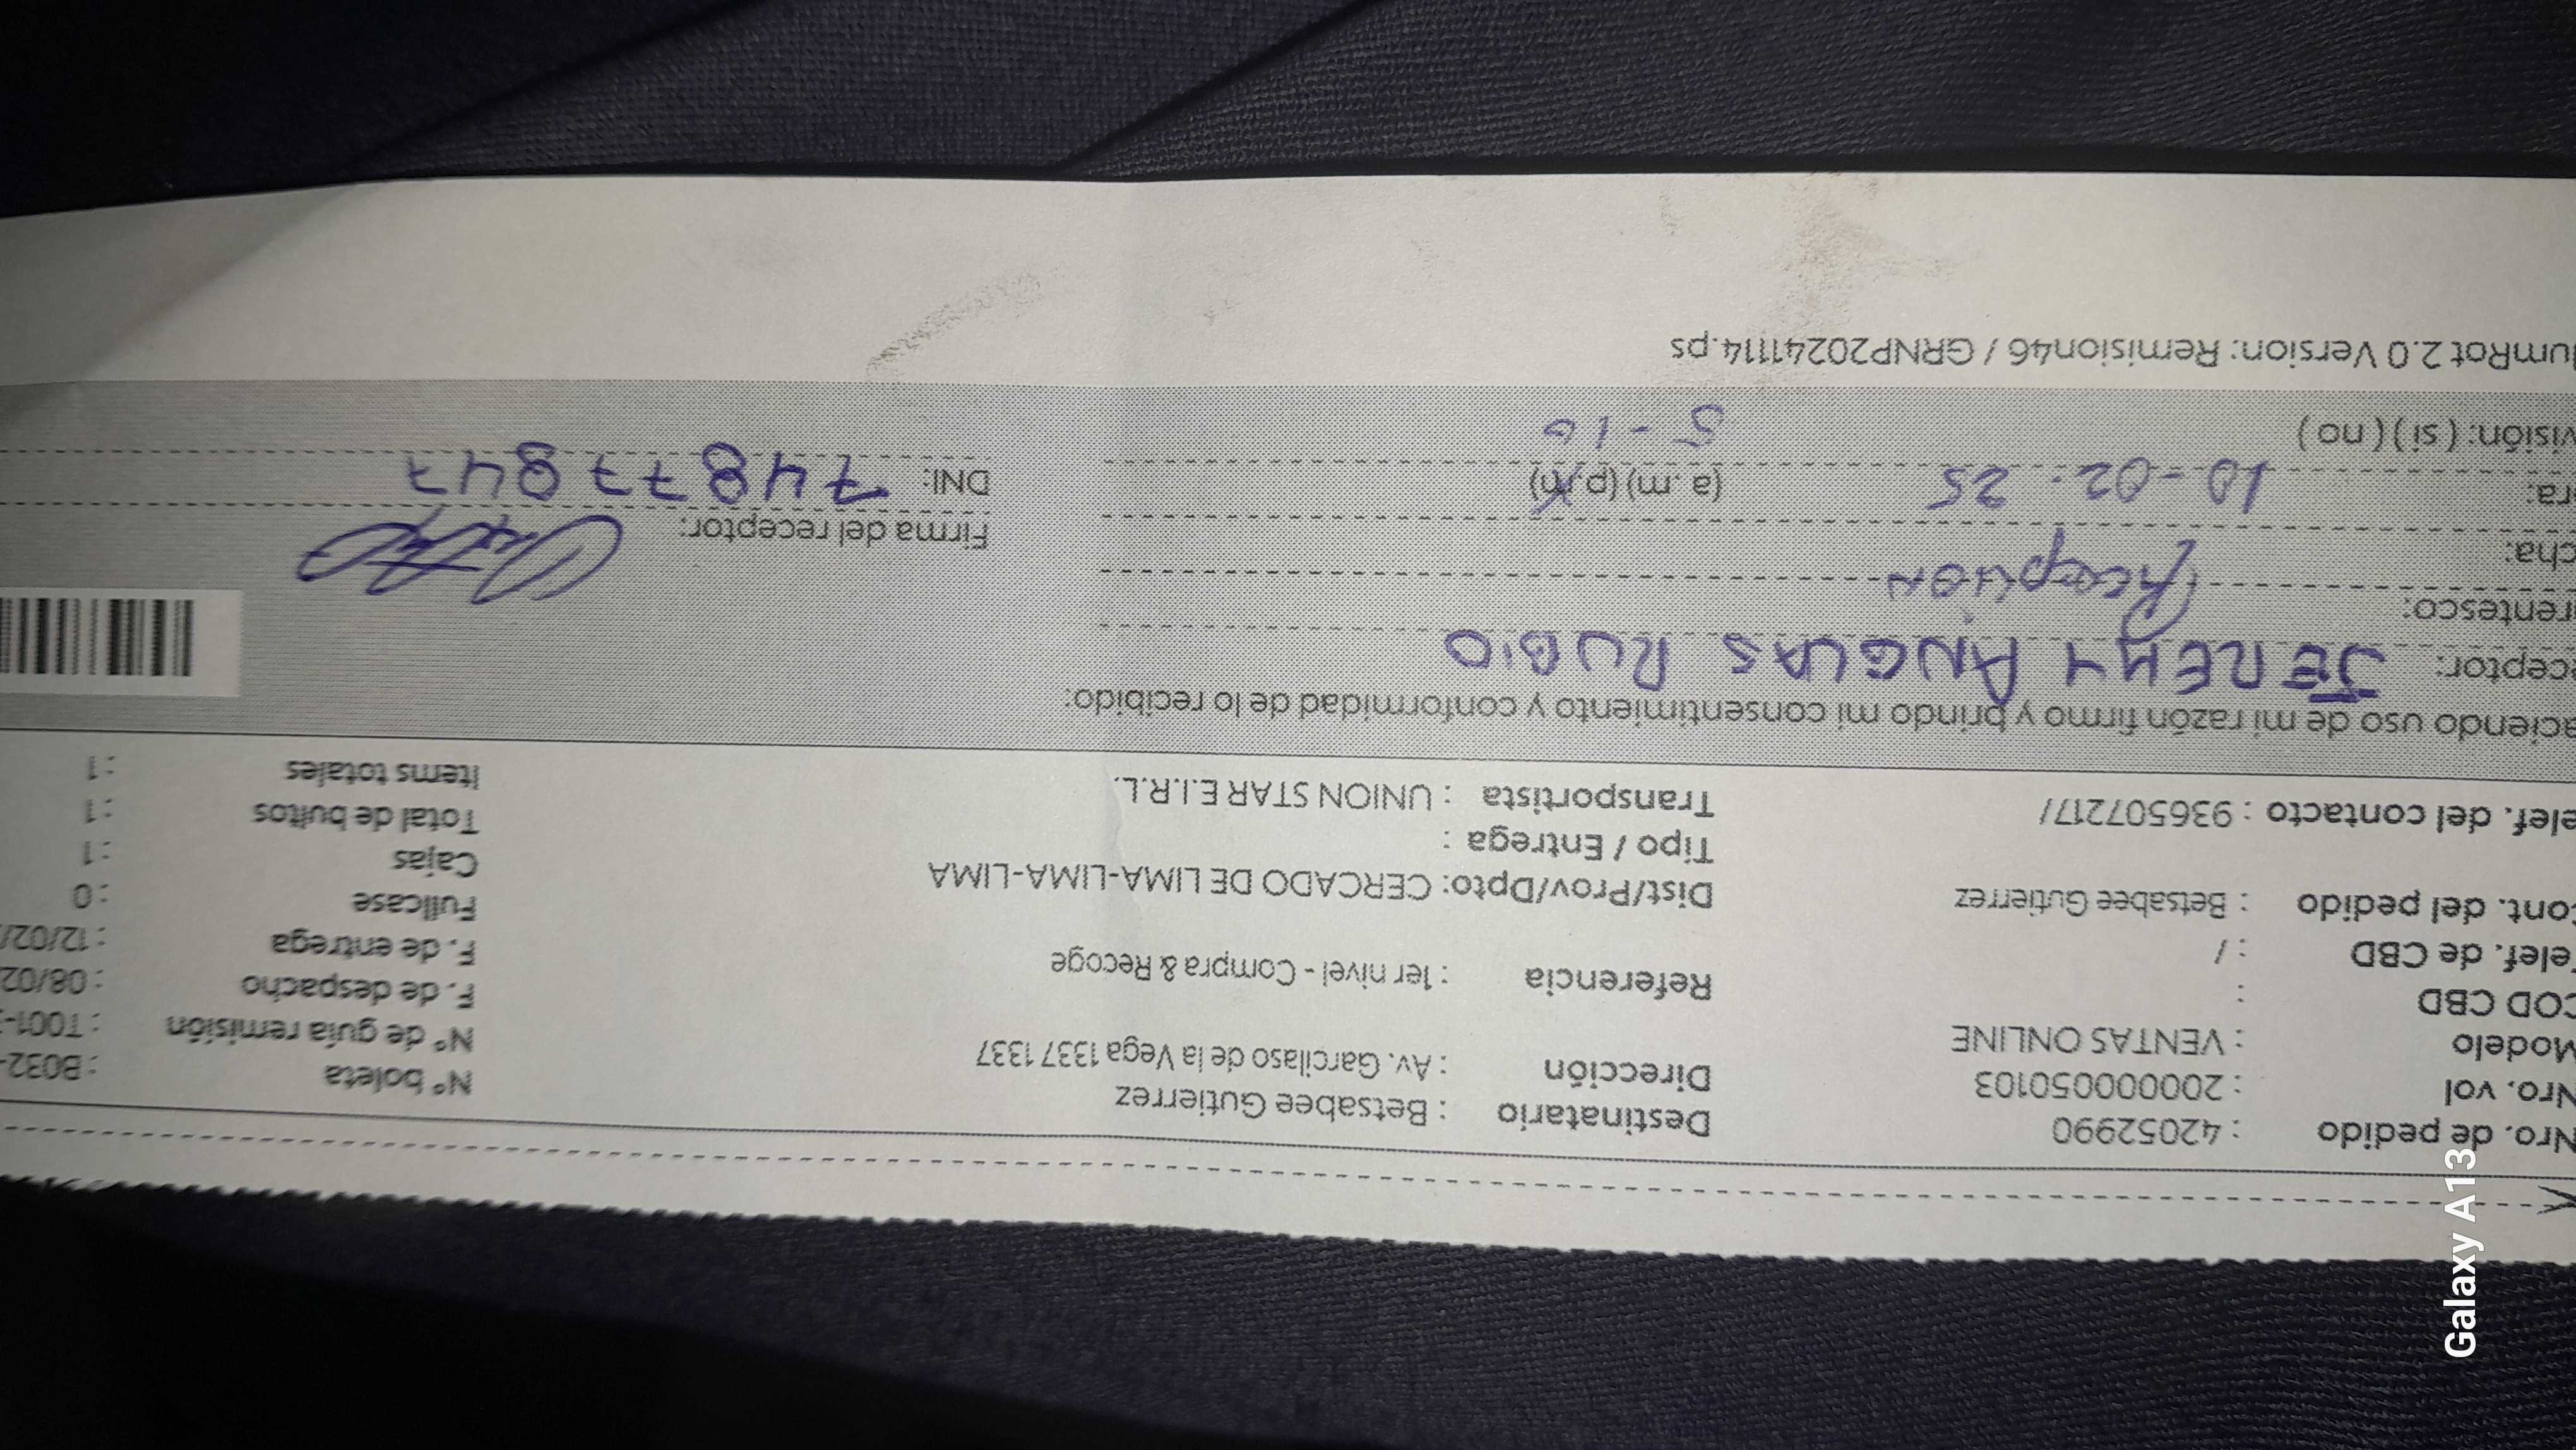 Nro. de pedido : 42052990
Nro. vol : 20000050103
Modelo : VENTAS ONLINE
COD CBD :
Telef. de CBD : /
Cont. del pedido : Betsabee Gutierrez
elef. del contacto : 936507217/
Destinatario : Betsabee Gutierrez
Dirección : Av. Garcilaso de la Vega 1337 1337
Referencia : 1er nivel - Compra & Recoge
Dist/Prov/Dpto: CERCADO DE LIMA-LIMA-LIMA
Tipo / Entrega :
Transportista : UNION STAR E.I.R.L.
N° boleta : B032-
N° de guía remisión : T001-
F. de despacho : 08/02
F. de entrega : 12/02/
Fullcase : 0
Cajas : 1
Total de bultos : 1
Items totales : 1
aciendo uso de mi razón firmo y brindo mi consentimiento y conformidad de lo recibido:
ceptor: JEREMY ANGLAS RUBIO
rentesco: Recepcion
cha: 10-02-25
ra: (a.m) (p.m) 5-16
visión: (si) (no)
Firma del receptor:
DNI: 74877847
umRot 2.0 Version: Remision46 / GRNP20241114.ps
Galaxy A13